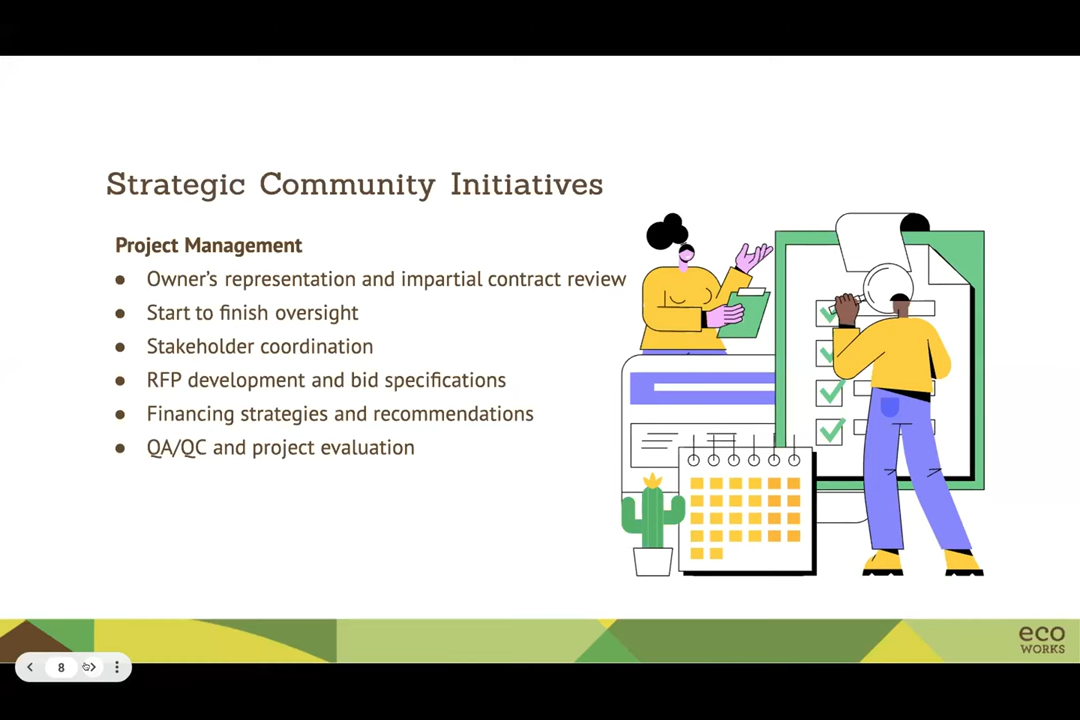 Strategic Community Initiatives
Project Management
● Owner's representation and impartial contract review
● Start to finish oversight
● Stakeholder coordination
● RFP development and bid specifications
● Financing strategies and recommendations
● QA/QC and project evaluation
eco
WORKS
8